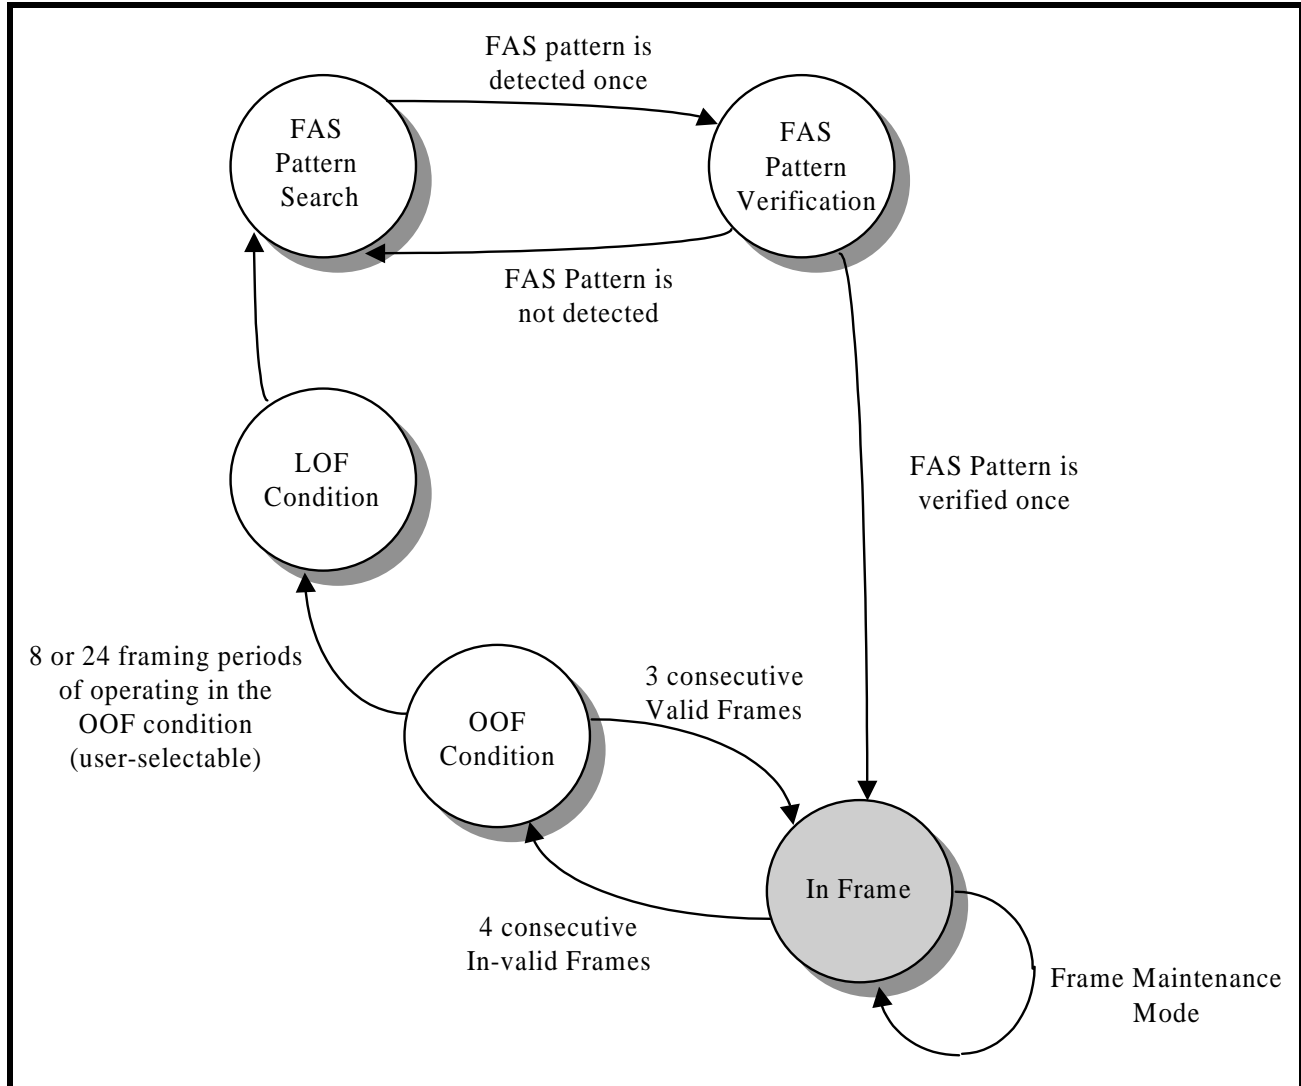 FAS pattern is
detected once
FAS
Pattern
Search
FAS
Pattern
Verification
FAS Pattern is
not detected
LOF
Condition
FAS Pattern is
verified once
8 or 24 framing periods
of operating in the
OOF condition
(user-selectable)
OOF
Condition
3 consecutive
Valid Frames
In Frame
4 consecutive
In-valid Frames
Frame Maintenance
Mode